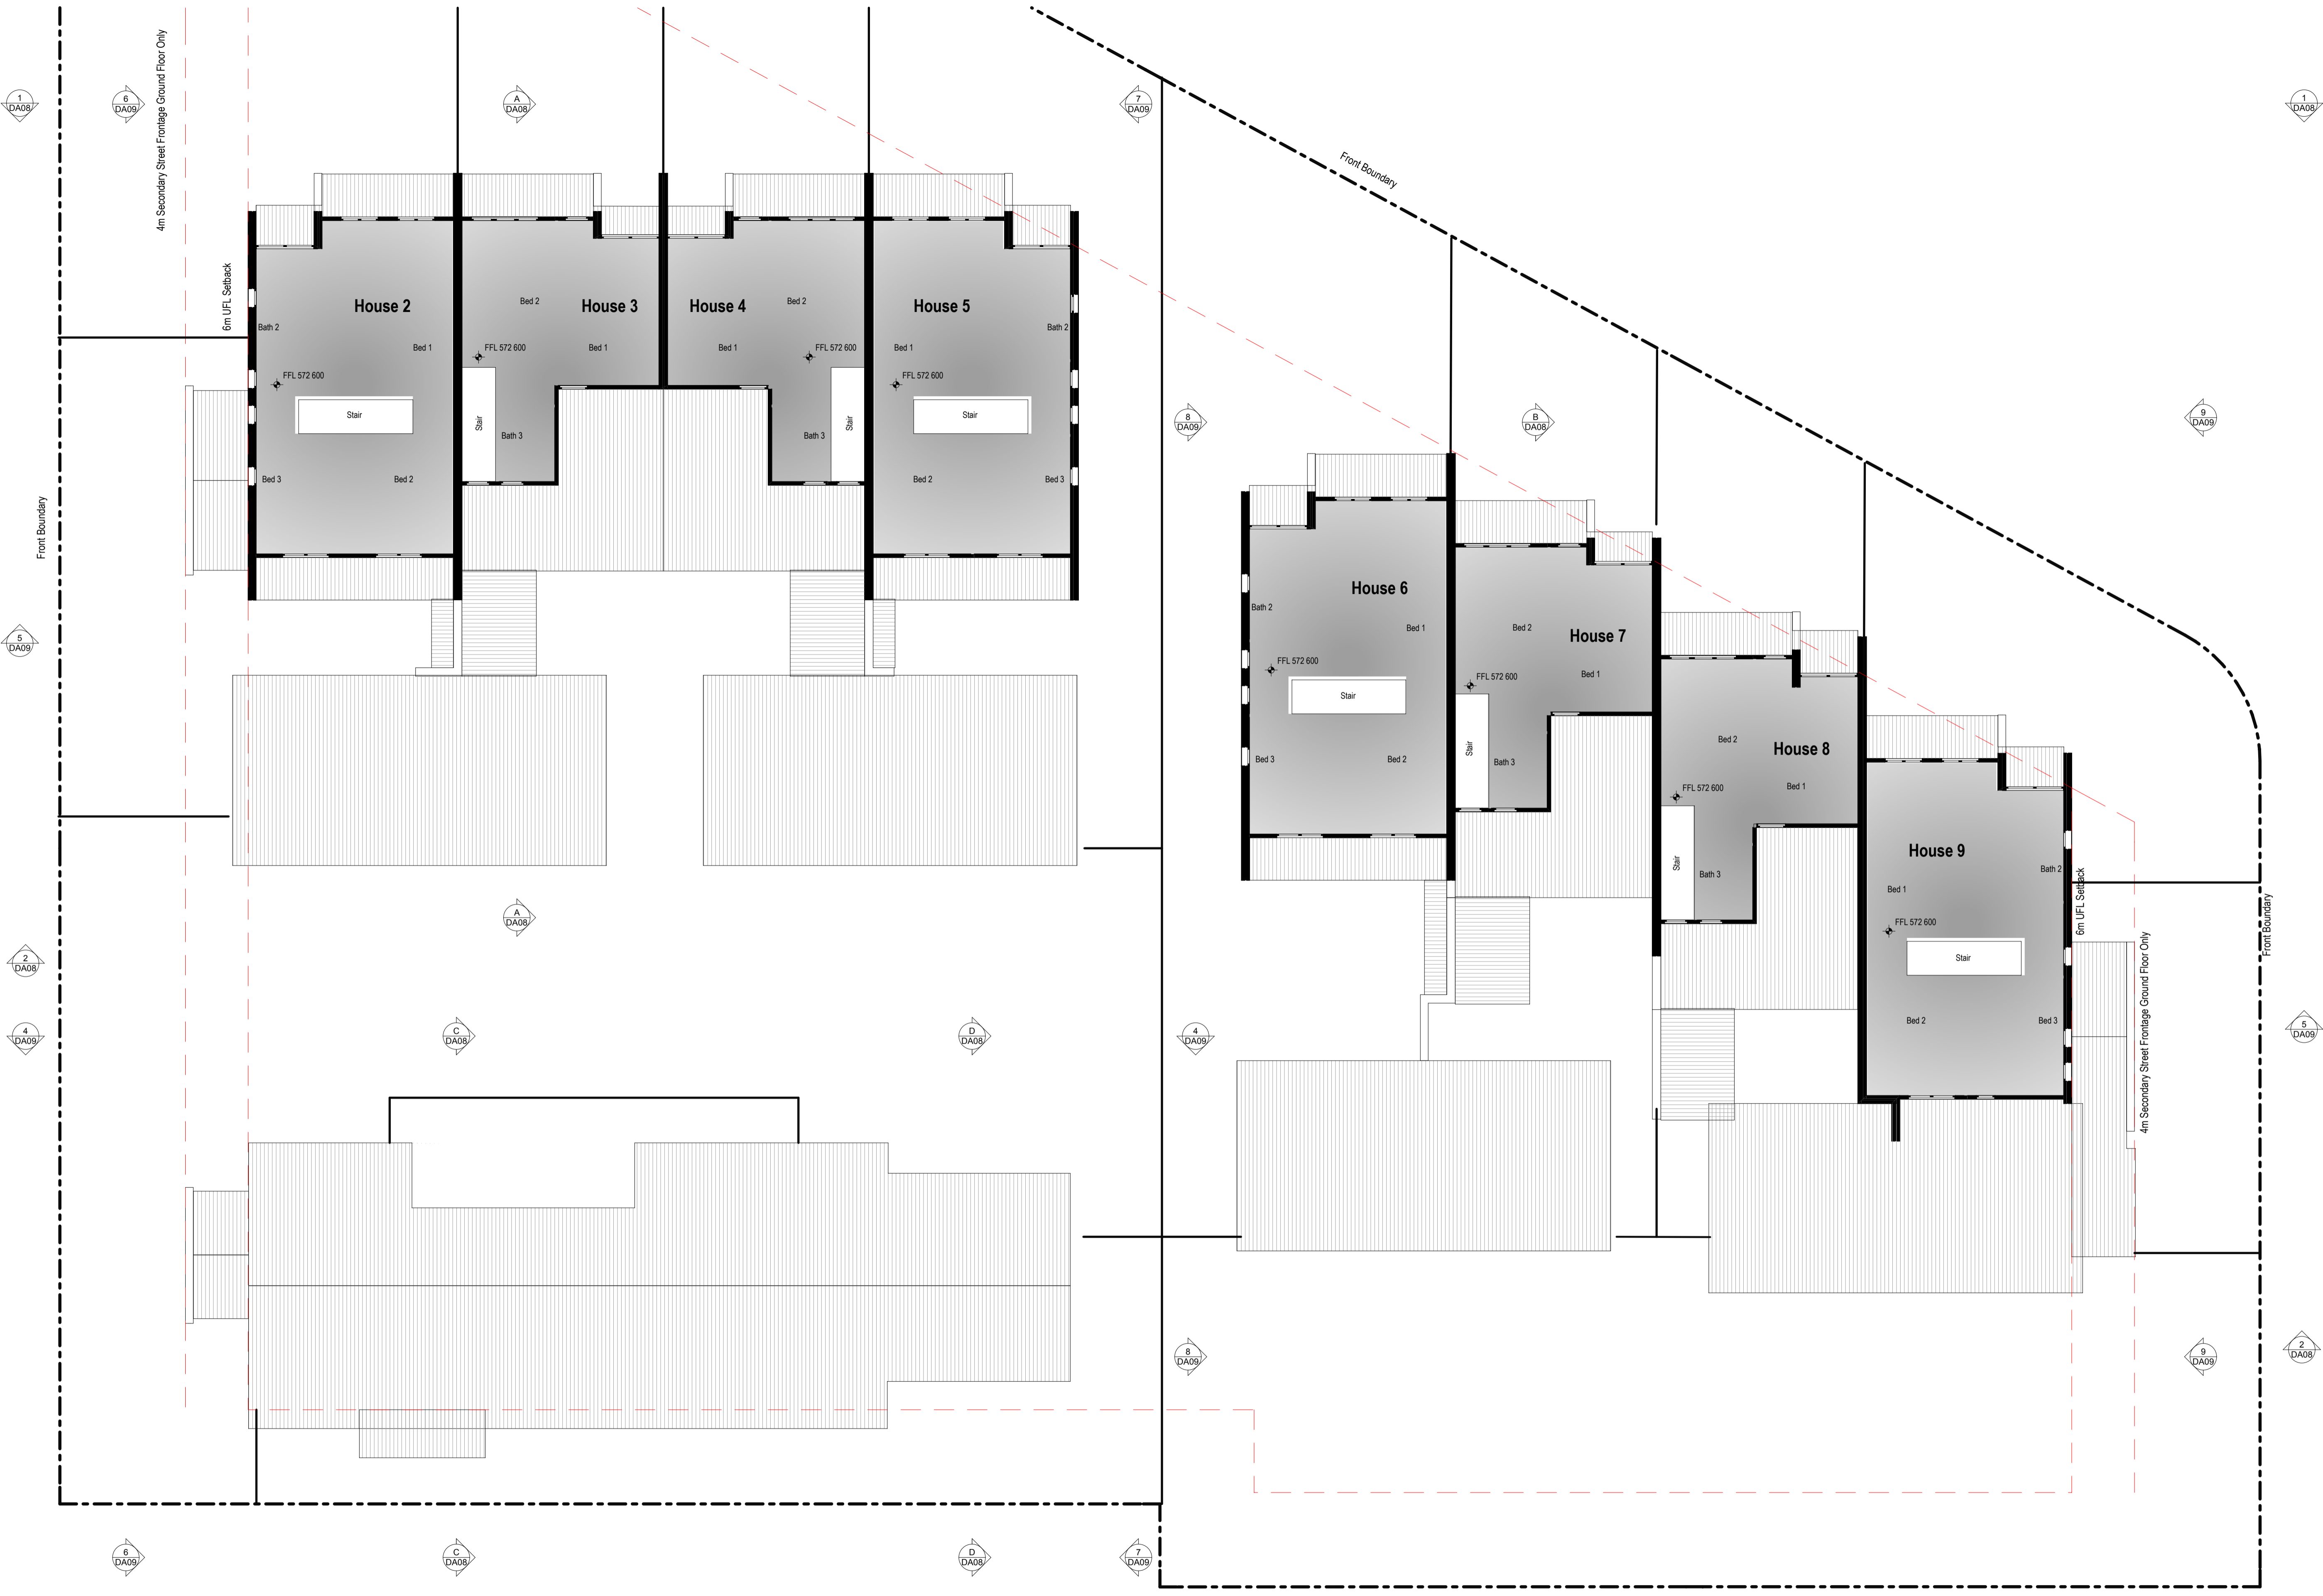 1
DA08
6
DA09
4m Secondary Street Frontage Ground Floor Only
A
DA08
7
DA09
1
DA08
Front Boundary
6m UFL Setback
House 2
Bath 2
Bed 1
FFL 572 600
Stair
Bed 3
Bed 2
House 3
Bed 2
Bed 1
FFL 572 600
Stair
Bath 3
House 4
Bed 2
Bed 1
FFL 572 600
Stair
Bath 3
House 5
Bath 2
Bed 1
FFL 572 600
Stair
Bed 2
Bed 3
8
DA09
B
DA08
9
DA09
Front Boundary
5
DA09
House 6
Bath 2
Bed 1
FFL 572 600
Stair
Bed 3
Bed 2
House 7
Bed 2
Bed 1
FFL 572 600
Stair
Bath 3
House 8
Bed 2
Bed 1
FFL 572 600
Stair
Bath 3
House 9
Bath 2
Bed 1
FFL 572 600
Stair
Bed 2
Bed 3
6m UFL Setback
4m Secondary Street Frontage Ground Floor Only
Front Boundary
A
DA08
2
DA08
4
DA09
C
DA08
D
DA08
4
DA09
5
DA09
8
DA09
9
DA09
2
DA08
6
DA09
C
DA08
D
DA08
7
DA09